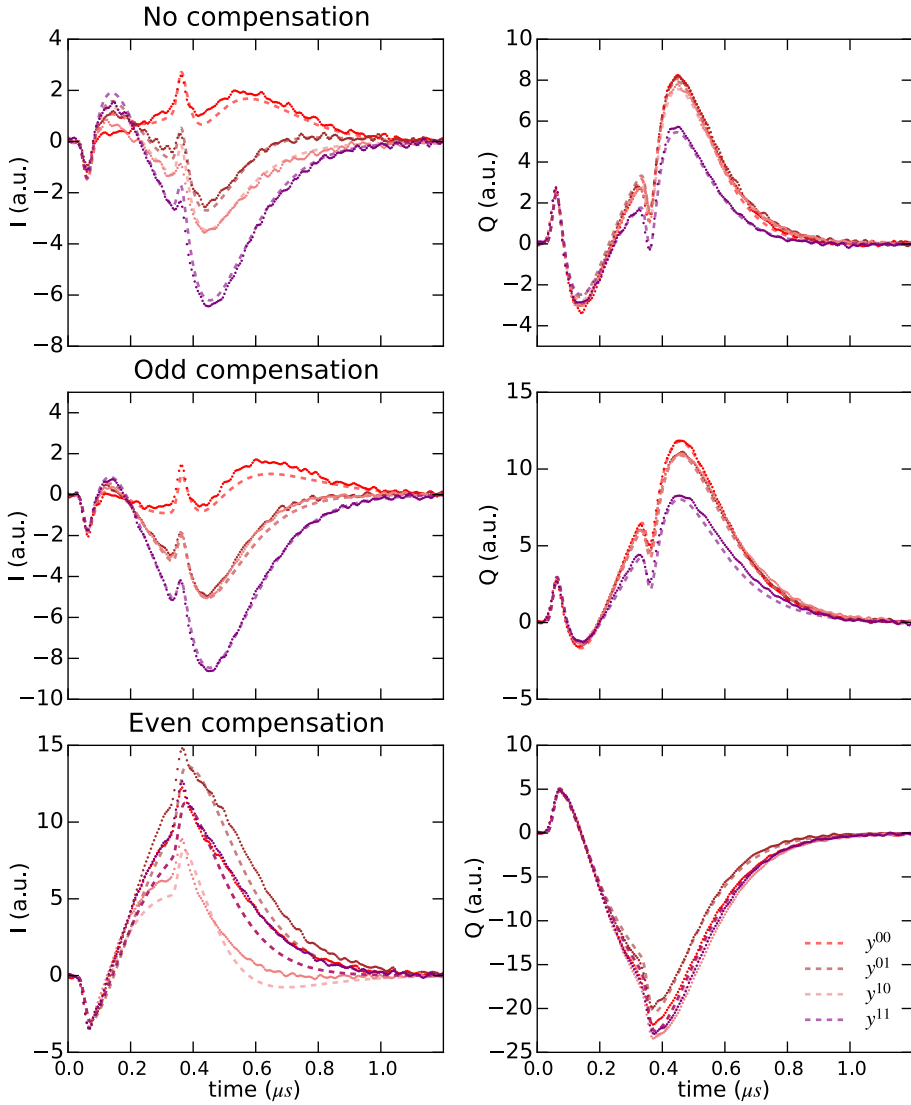 No compensation
4
2
0
−2
−4
−6
−8
I (a.u.)
10
8
6
4
2
0
−2
−4
Q (a.u.)
Odd compensation
4
2
0
−2
−4
−6
−8
−10
I (a.u.)
15
10
5
0
−5
Q (a.u.)
Even compensation
15
10
5
0
−5
I (a.u.)
0.0 0.2 0.4 0.6 0.8 1.0
time (μs)
10
5
0
−5
−10
−15
−20
−25
Q (a.u.)
y⁰⁰
y⁰¹
y¹⁰
y¹¹
0.0 0.2 0.4 0.6 0.8 1.0
time (μs)